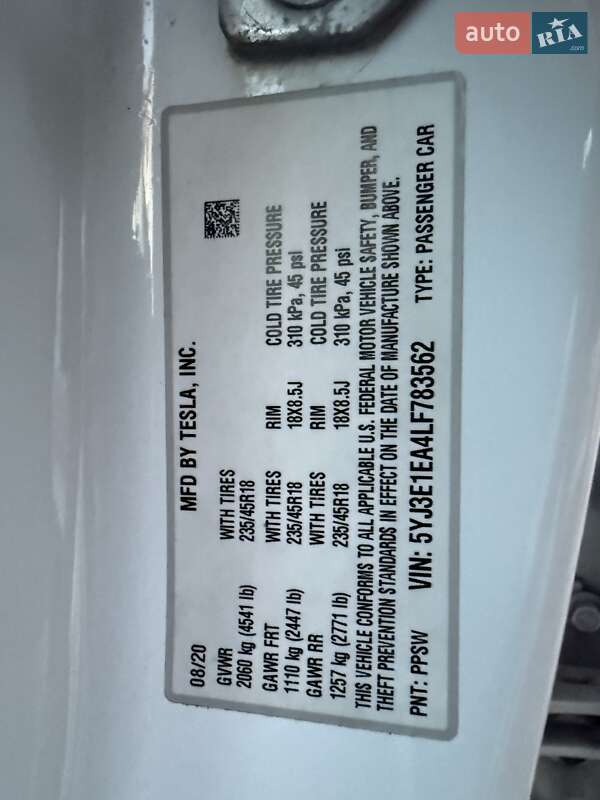 auto RIA .com
MFD BY TESLA, INC.
08/20
GVWR WITH TIRES
2060 kg (4541 lb) 235/45R18
GAWR FRT WITH TIRES RIM COLD TIRE PRESSURE
1110 kg (2447 lb) 235/45R18 18X8.5J 310 kPa, 45 psi
GAWR RR WITH TIRES RIM COLD TIRE PRESSURE
1257 kg (2771 lb) 235/45R18 18X8.5J 310 kPa, 45 psi
THIS VEHICLE CONFORMS TO ALL APPLICABLE U.S. FEDERAL MOTOR VEHICLE SAFETY, BUMPER, AND
THEFT PREVENTION STANDARDS IN EFFECT ON THE DATE OF MANUFACTURE SHOWN ABOVE.
PNT: PPSW VIN: 5YJ3E1EA4LF783562 TYPE: PASSENGER CAR